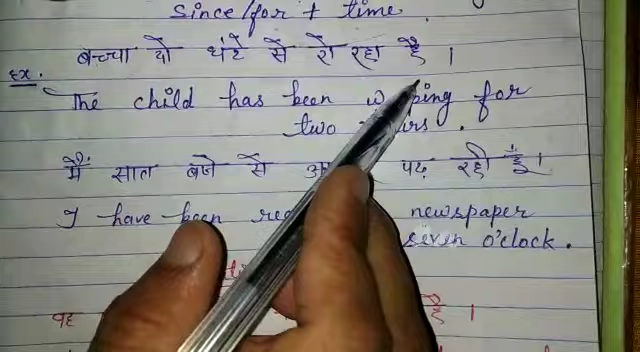 since/for + time.
बच्चा दो घंटे से रो रहा है ।
Ex.
The child has been for
two .
मैं सात बजे से पढ़ रही हूँ ।
I have been newspaper
seven o'clock.
वह है ।